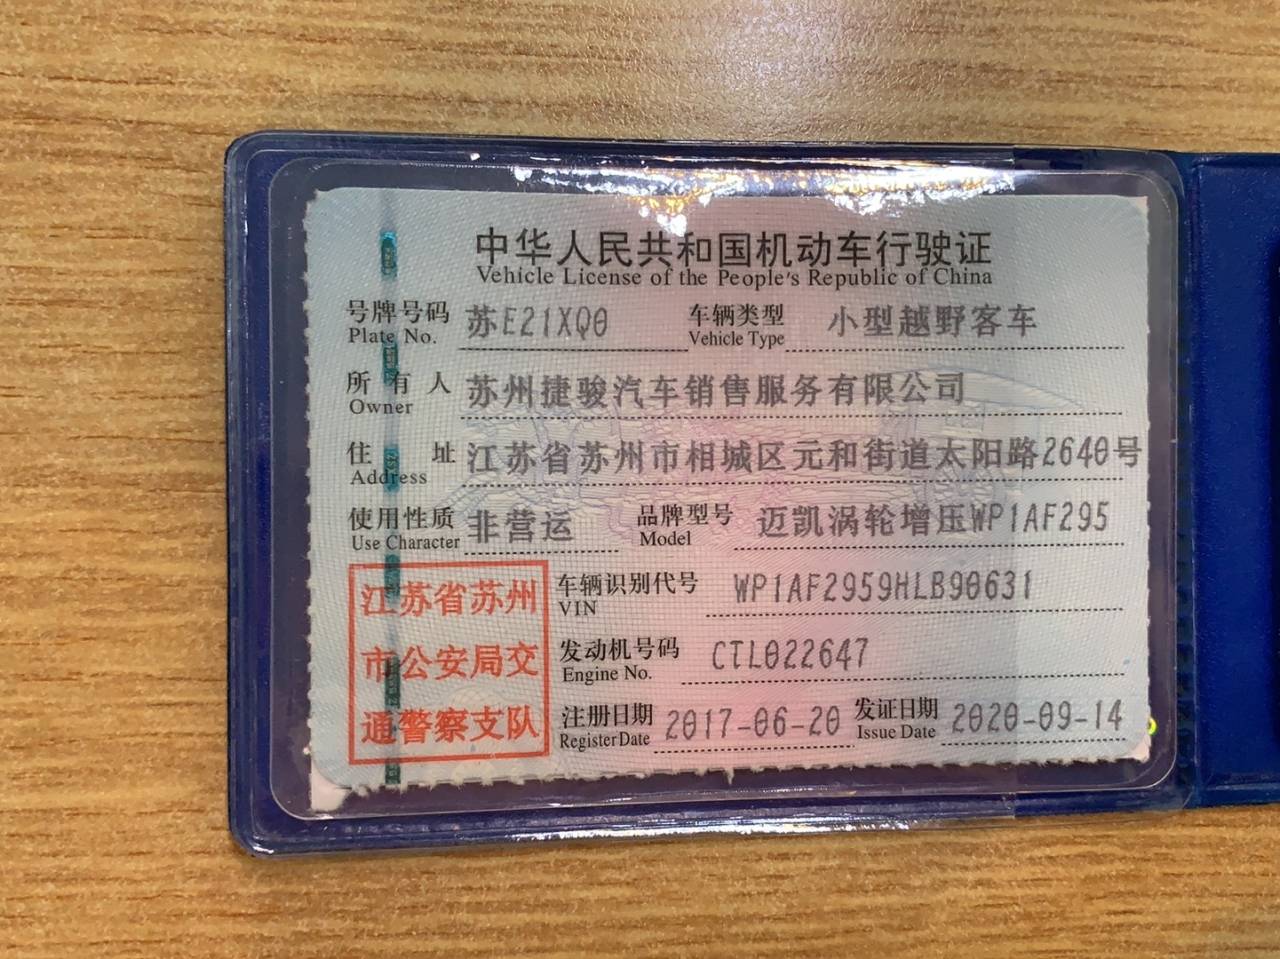 中华人民共和国机动车行驶证
Vehicle License of the People's Republic of China
号牌号码 苏E21XQ0 车辆类型 小型越野客车
Plate No. Vehicle Type
所有人 苏州捷骏汽车销售服务有限公司
Owner
住址 江苏省苏州市相城区元和街道太阳路2640号
Address
使用性质 非营运 品牌型号 迈凯涡轮增压WP1AF295
Use Character Model
江苏省苏州
市公安局交
通警察支队
车辆识别代号 WP1AF2959HLB90631
VIN
发动机号码 CTL022647
Engine No.
注册日期 2017-06-20 发证日期 2020-09-14
Register Date Issue Date